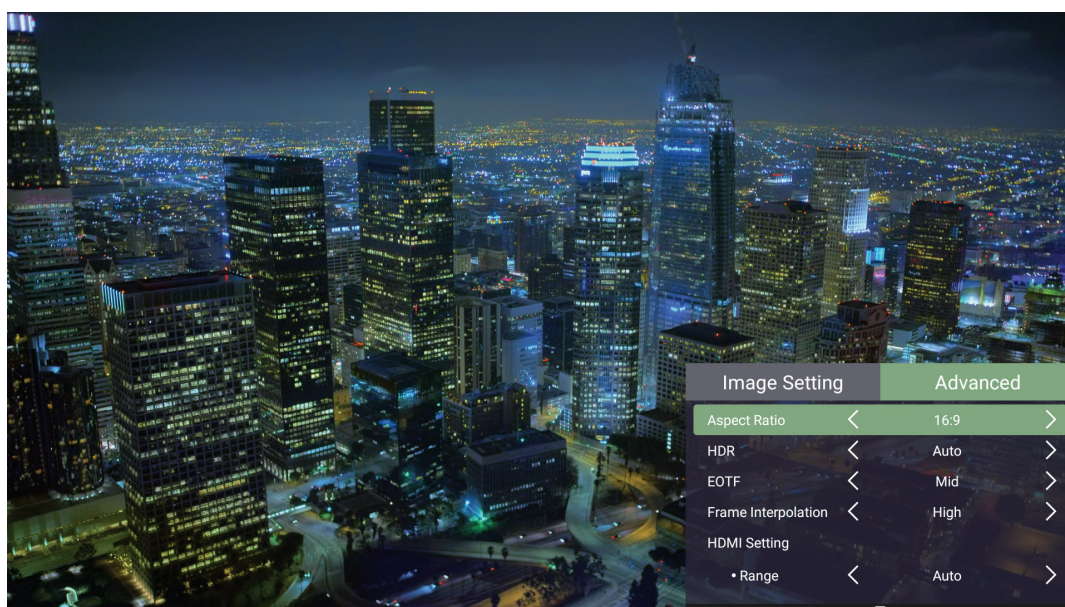 Image Setting Advanced
Aspect Ratio 16:9
HDR Auto
EOTF Mid
Frame Interpolation High
HDMI Setting
• Range Auto